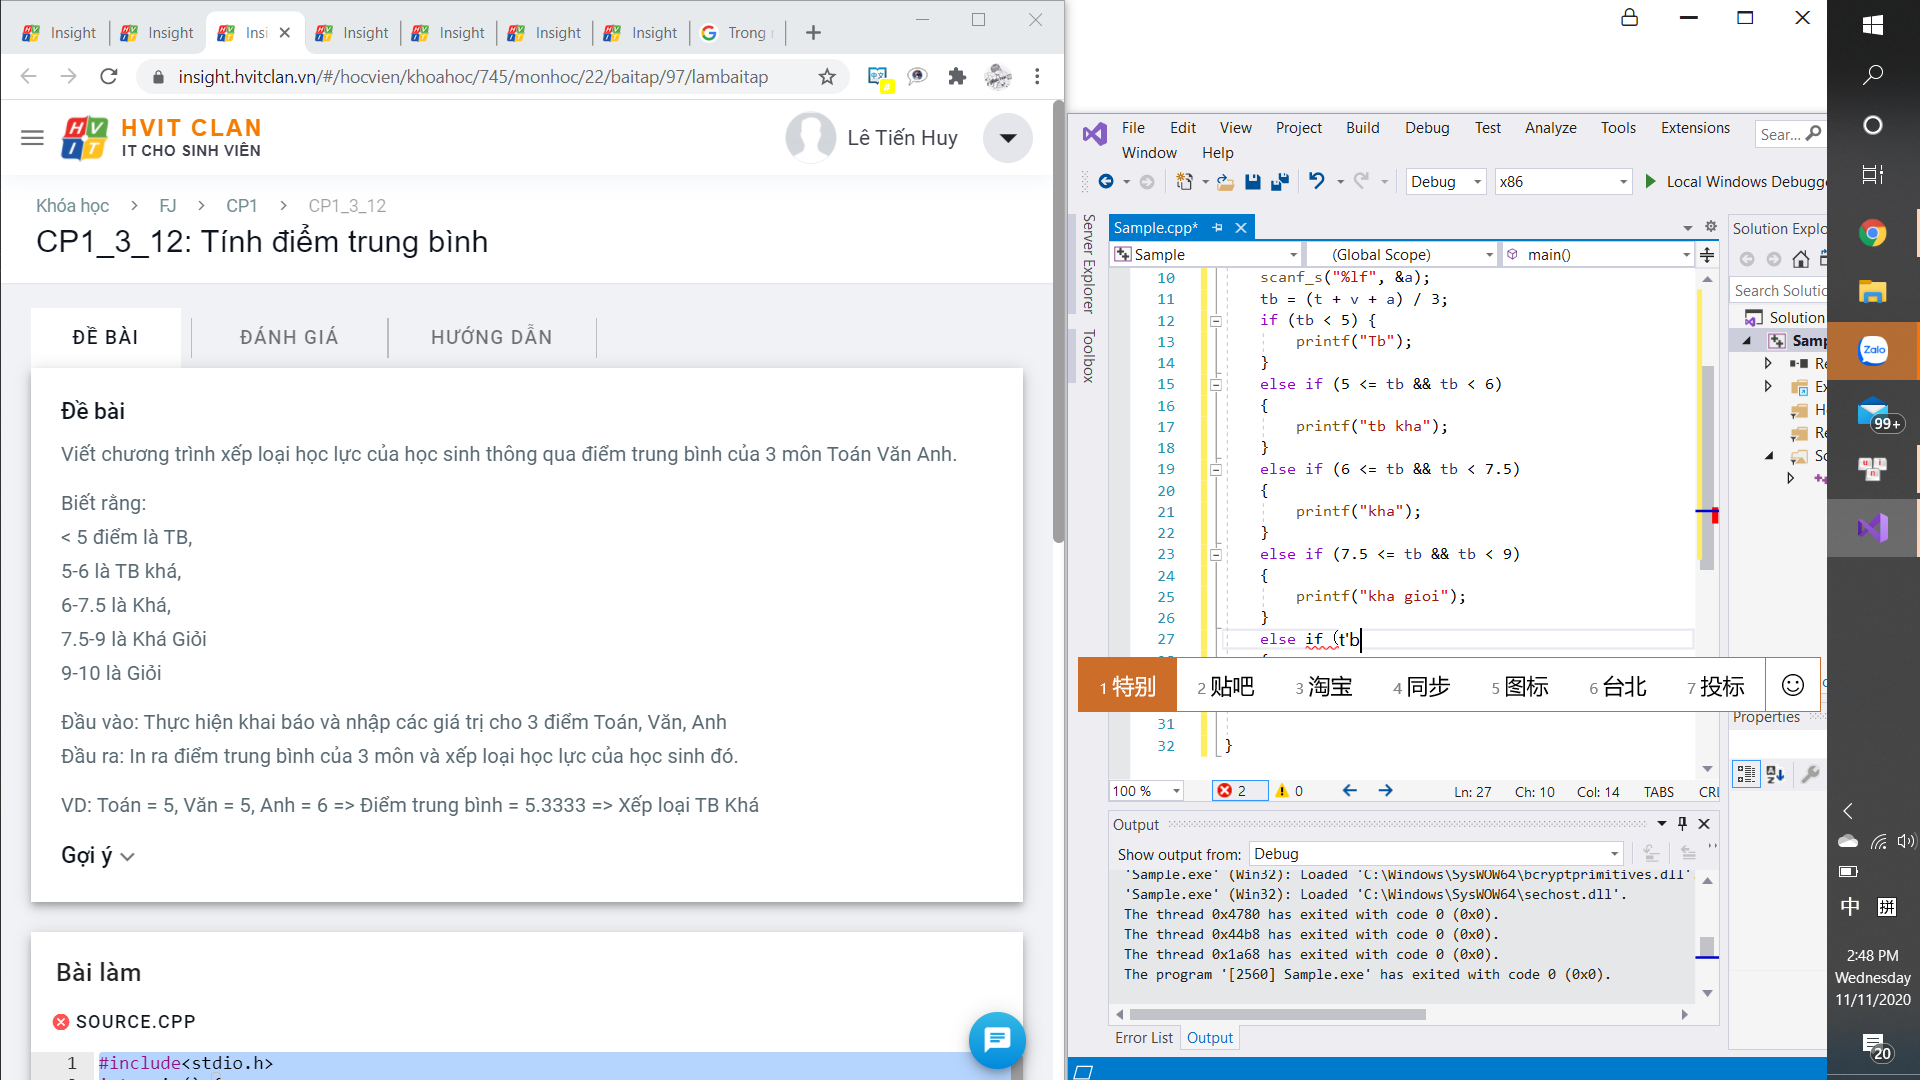 Insight
Insight
Insi
Insight
Insight
Insight
Insight
Trong
insight.hvitclan.vn/#/hocvien/khoahoc/745/monhoc/22/baitap/97/lambaitap
HVIT CLAN
IT CHO SINH VIÊN
Lê Tiến Huy
Khóa học > FJ > CP1 > CP1_3_12
CP1_3_12: Tính điểm trung bình
ĐỀ BÀI
ĐÁNH GIÁ
HƯỚNG DẪN
Đề bài
Viết chương trình xếp loại học lực của học sinh thông qua điểm trung bình của 3 môn Toán Văn Anh.
Biết rằng:
< 5 điểm là TB,
5-6 là TB khá,
6-7.5 là Khá,
7.5-9 là Khá Giỏi
9-10 là Giỏi
Đầu vào: Thực hiện khai báo và nhập các giá trị cho 3 điểm Toán, Văn, Anh
Đầu ra: In ra điểm trung bình của 3 môn và xếp loại học lực của học sinh đó.
VD: Toán = 5, Văn = 5, Anh = 6 => Điểm trung bình = 5.3333 => Xếp loại TB Khá
Gợi ý
Bài làm
SOURCE.CPP
1 #include<stdio.h>
File Edit View Project Build Debug Test Analyze Tools Extensions
Window Help
Sear...
Debug
x86
Local Windows Debugge
Server Explorer
Toolbox
Sample.cpp*
Sample
(Global Scope)
main()
10 scanf_s("%lf", &a);
11 tb = (t + v + a) / 3;
12 if (tb < 5) {
13 printf("Tb");
14 }
15 else if (5 <= tb && tb < 6)
16 {
17 printf("tb kha");
18 }
19 else if (6 <= tb && tb < 7.5)
20 {
21 printf("kha");
22 }
23 else if (7.5 <= tb && tb < 9)
24 {
25 printf("kha gioi");
26 }
27 else if (t'b
1 特别 2 贴吧 3 淘宝 4 同步 5 图标 6 台北 7 投标
31
32 }
100 %
2
0
Ln: 27 Ch: 10 Col: 14 TABS CRL
Output
Show output from: Debug
'Sample.exe' (Win32): Loaded 'C:\Windows\SysWOW64\bcryptprimitives.dll'
'Sample.exe' (Win32): Loaded 'C:\Windows\SysWOW64\sechost.dll'.
The thread 0x4780 has exited with code 0 (0x0).
The thread 0x44b8 has exited with code 0 (0x0).
The thread 0x1a68 has exited with code 0 (0x0).
The program '[2560] Sample.exe' has exited with code 0 (0x0).
Error List
Output
Solution Explo
Search Solutio
Solution
Samp
Re
Ex
H
Re
So
Properties
Zalo
99+
中 拼
2:48 PM
Wednesday
11/11/2020
20